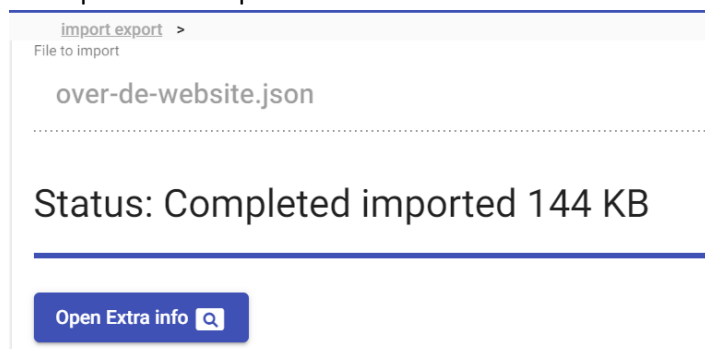 import export >
File to import
over-de-website.json
Status: Completed imported 144 KB
Open Extra info